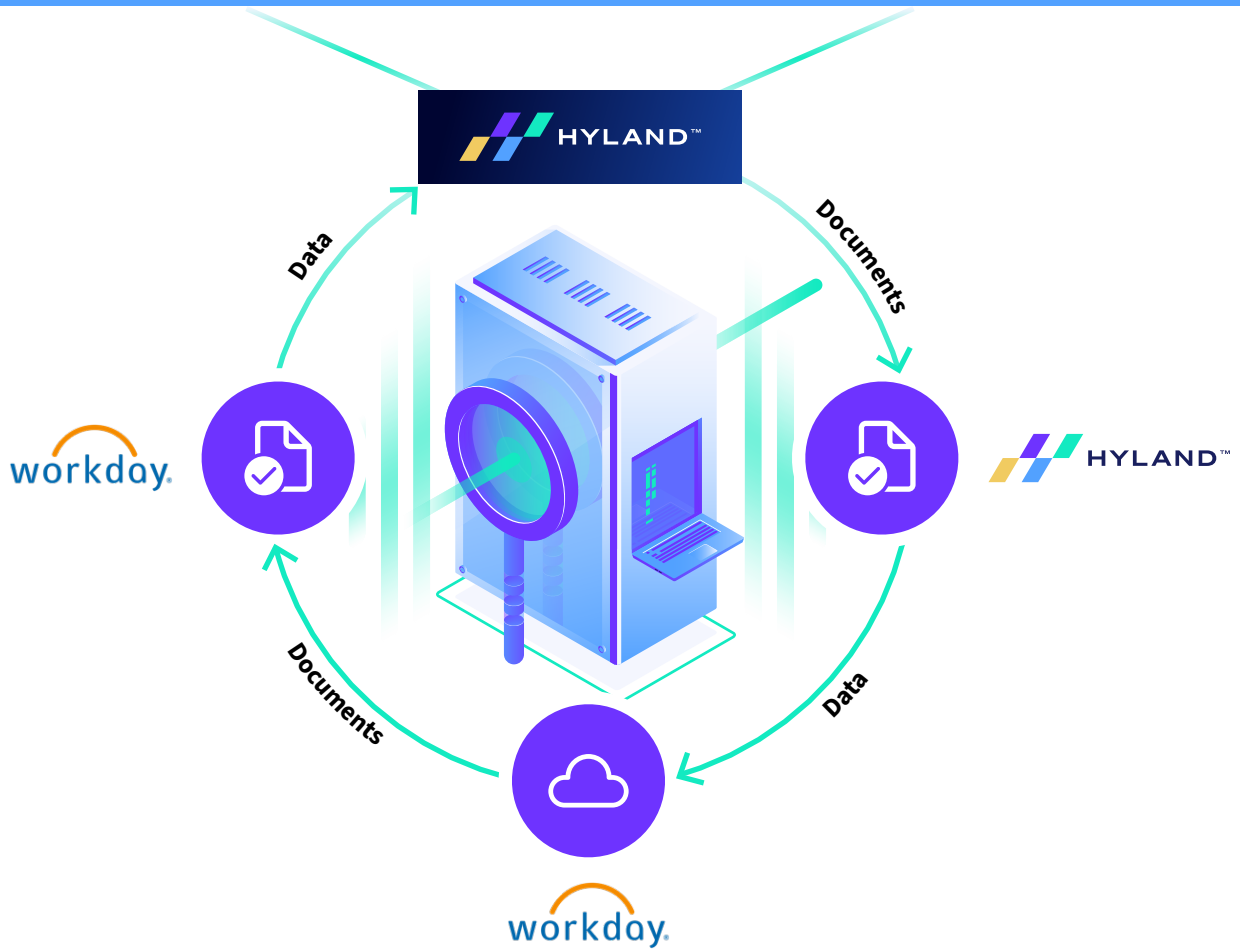 HYLAND™
Data
Documents
workday.
HYLAND™
Documents
Data
workday.